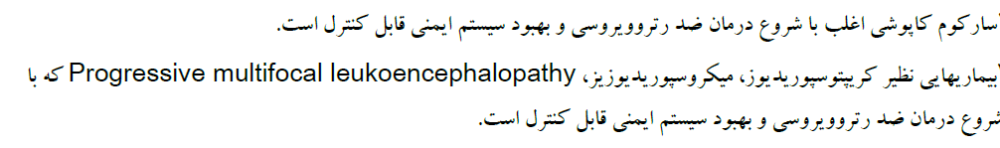 سارکوم کاپوشی اغلب با شروع درمان ضد رتروویروسی و بهبود سیستم ایمنی قابل کنترل است.
بیماریهایی نظیر کریپتوسپوریدیوز، میکروسپوریدیوزیز، Progressive multifocal leukoencephalopathy که با
شروع درمان ضد رتروویروسی و بهبود سیستم ایمنی قابل کنترل است.